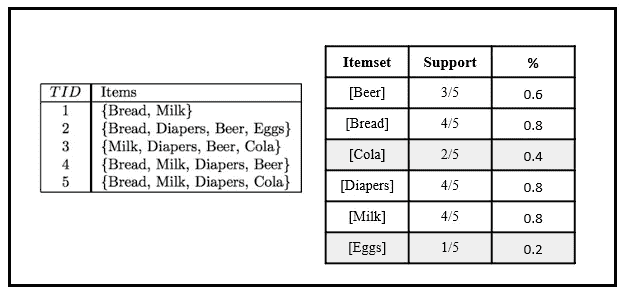 TID Items
1 {Bread, Milk}
2 {Bread, Diapers, Beer, Eggs}
3 {Milk, Diapers, Beer, Cola}
4 {Bread, Milk, Diapers, Beer}
5 {Bread, Milk, Diapers, Cola}
Itemset Support %
[Beer] 3/5 0.6
[Bread] 4/5 0.8
[Cola] 2/5 0.4
[Diapers] 4/5 0.8
[Milk] 4/5 0.8
[Eggs] 1/5 0.2